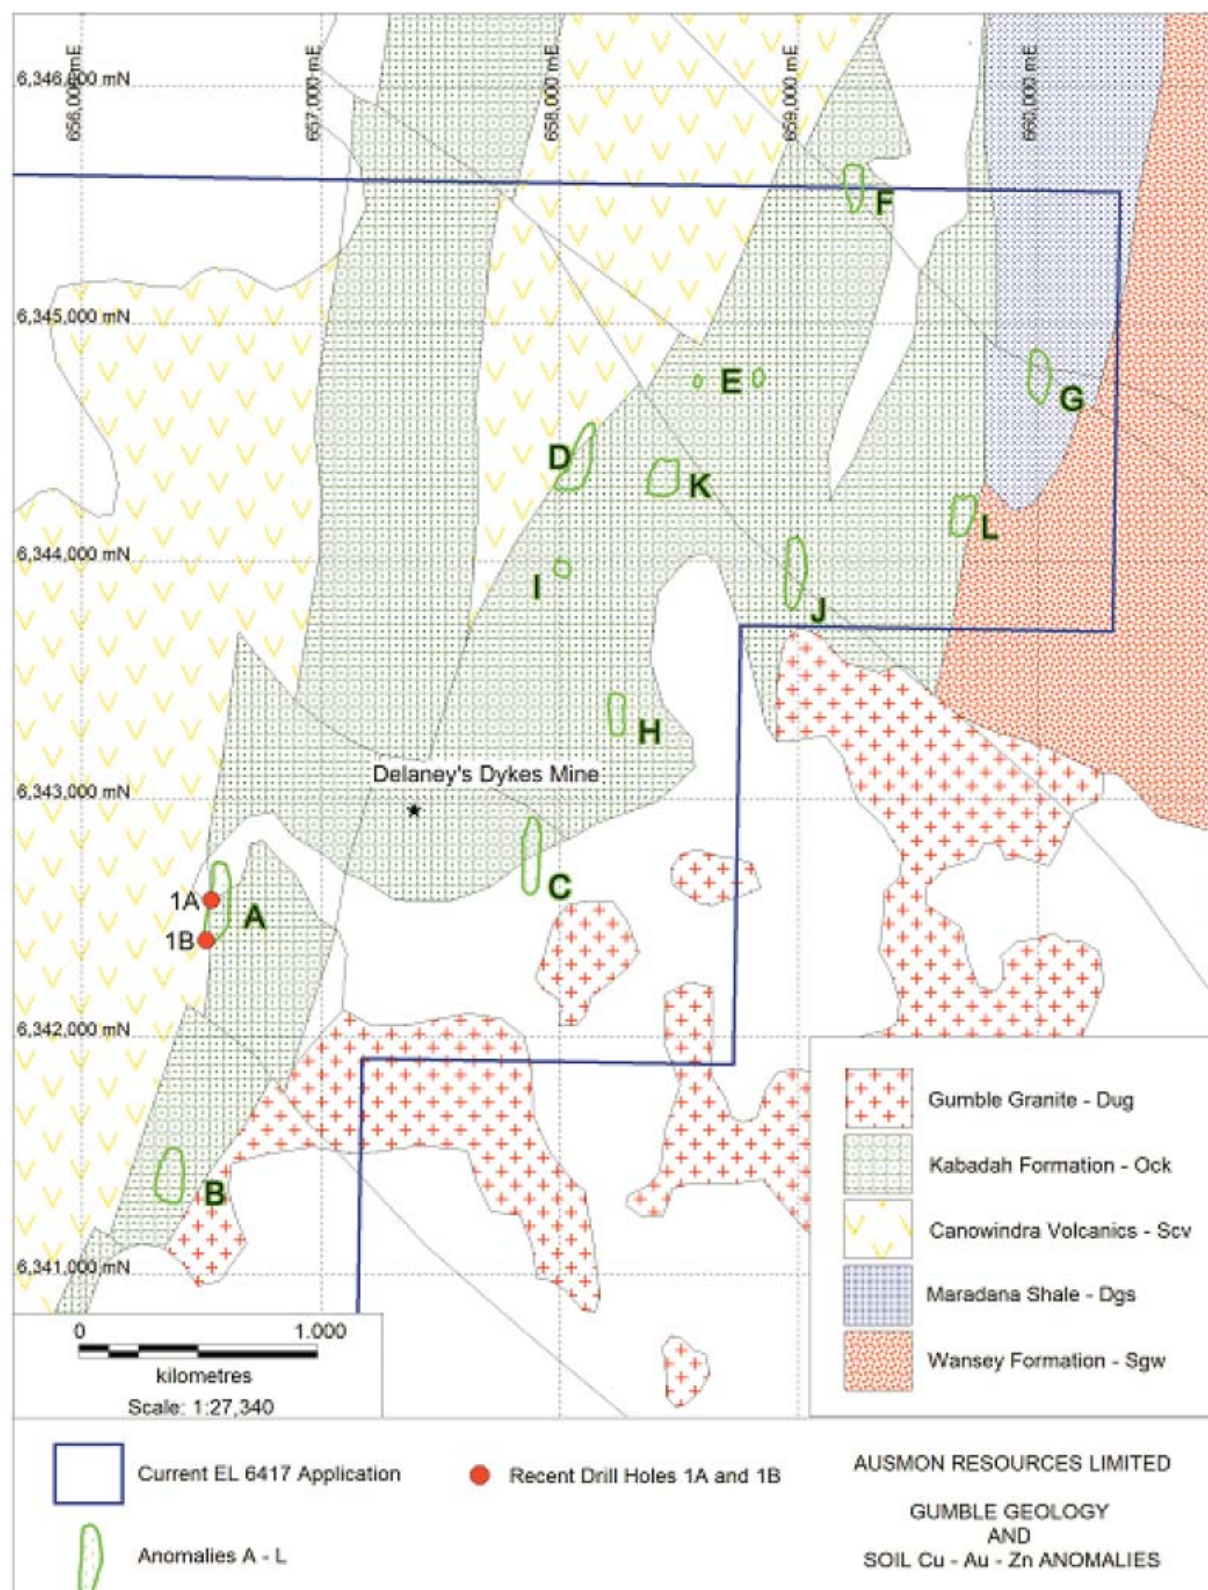 656,000 mE
657,000 mE
658,000 mE
659,000 mE
660,000 mE
6,346,000 mN
F
6,345,000 mN
E
G
D
K
L
6,344,000 mN
I
J
H
Delaney's Dykes Mine
6,343,000 mN
C
1A
A
1B
6,342,000 mN
B
6,341,000 mN
Gumble Granite - Dug
Kabadah Formation - Ock
Canowindra Volcanics - Scv
Maradana Shale - Dgs
Wansey Formation - Sgw
0 1.000
kilometres
Scale: 1:27,340
Current EL 6417 Application
Recent Drill Holes 1A and 1B
Anomalies A - L
AUSMON RESOURCES LIMITED
GUMBLE GEOLOGY
AND
SOIL Cu - Au - Zn ANOMALIES